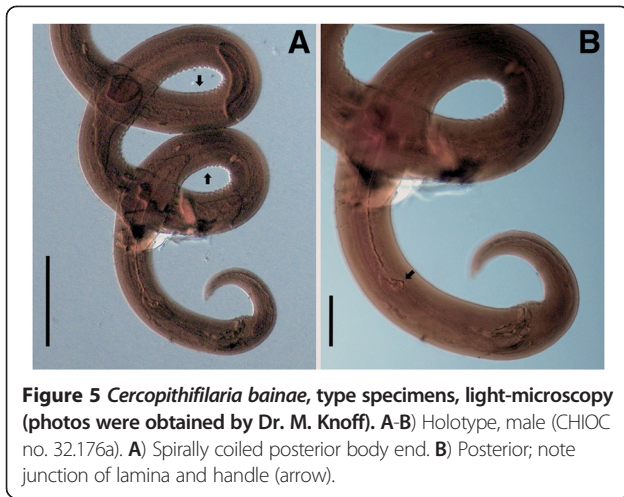 A
B
Figure 5 Cercopithifilaria bainae, type specimens, light-microscopy
(photos were obtained by Dr. M. Knoff). A-B) Holotype, male (CHIOC
no. 32.176a). A) Spirally coiled posterior body end. B) Posterior; note
junction of lamina and handle (arrow).